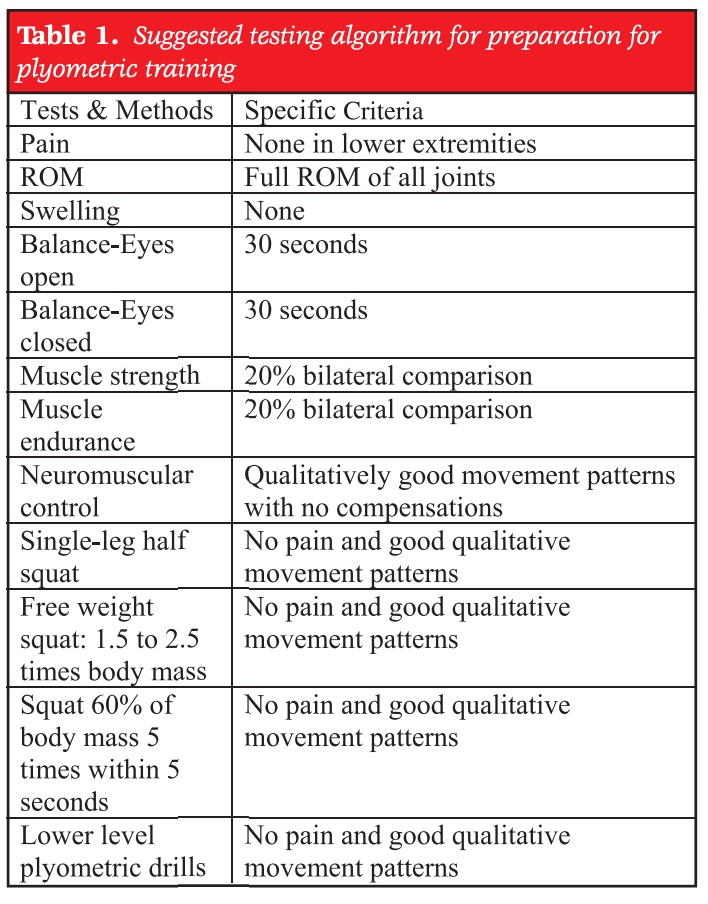 Table 1. Suggested testing algorithm for preparation for
plyometric training
Tests & Methods Specific Criteria
Pain None in lower extremities
ROM Full ROM of all joints
Swelling None
Balance-Eyes 30 seconds
open
Balance-Eyes 30 seconds
closed
Muscle strength 20% bilateral comparison
Muscle 20% bilateral comparison
endurance
Neuromuscular Qualitatively good movement patterns
control with no compensations
Single-leg half No pain and good qualitative
squat movement patterns
Free weight No pain and good qualitative
squat: 1.5 to 2.5 movement patterns
times body mass
Squat 60% of No pain and good qualitative
body mass 5 movement patterns
times within 5
seconds
Lower level No pain and good qualitative
plyometric drills movement patterns